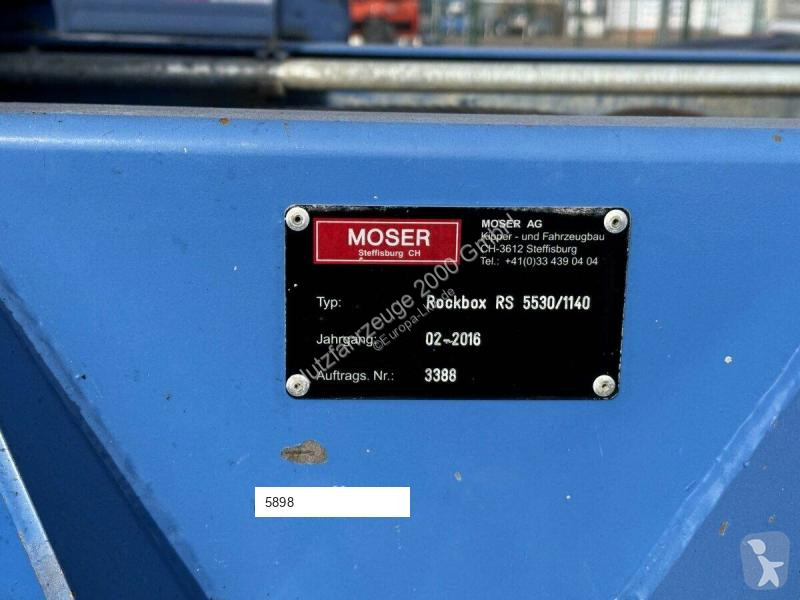 MOSER
Steffisburg CH
MOSER AG
Kipper - und Fahrzeugbau
CH-3612 Steffisburg
Tel.: +41(0)33 439 04 04
Typ: Rockbox RS 5530/1140
Jahrgang: 02-2016
Auftrags. Nr.: 3388
Nutzfahrzeuge 2000 GmbH
©Europa-LKW.de
5898